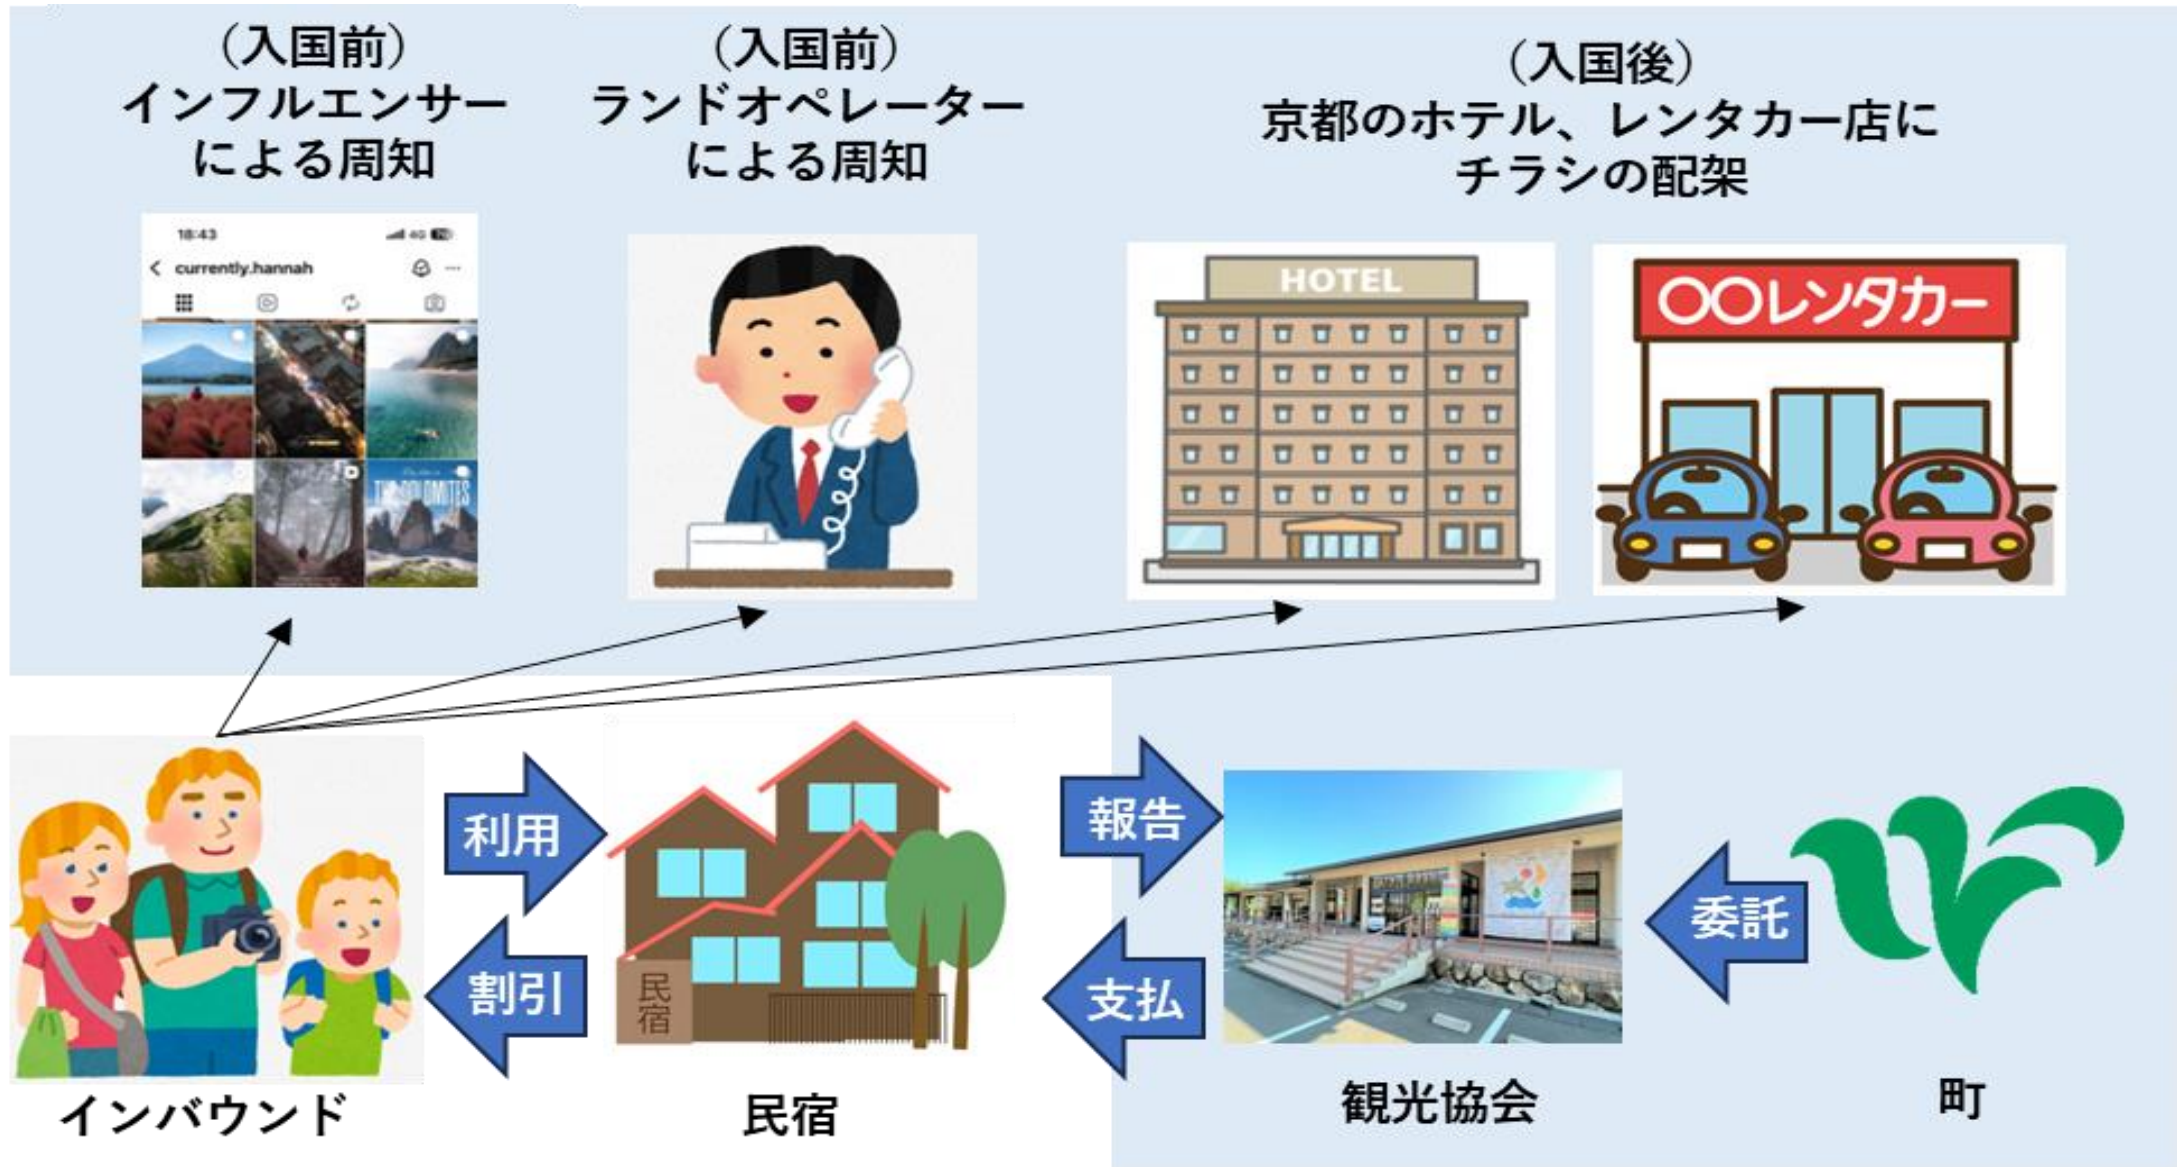 （入国前）
インフルエンサー
による周知
（入国前）
ランドオペレーター
による周知
（入国後）
京都のホテル、レンタカー店に
チラシの配架
18:43
4G
currently.hannah
THE DOLOMITES
HOTEL
〇〇レンタカー
利用
割引
民宿
報告
支払
委託
インバウンド
民宿
観光協会
町